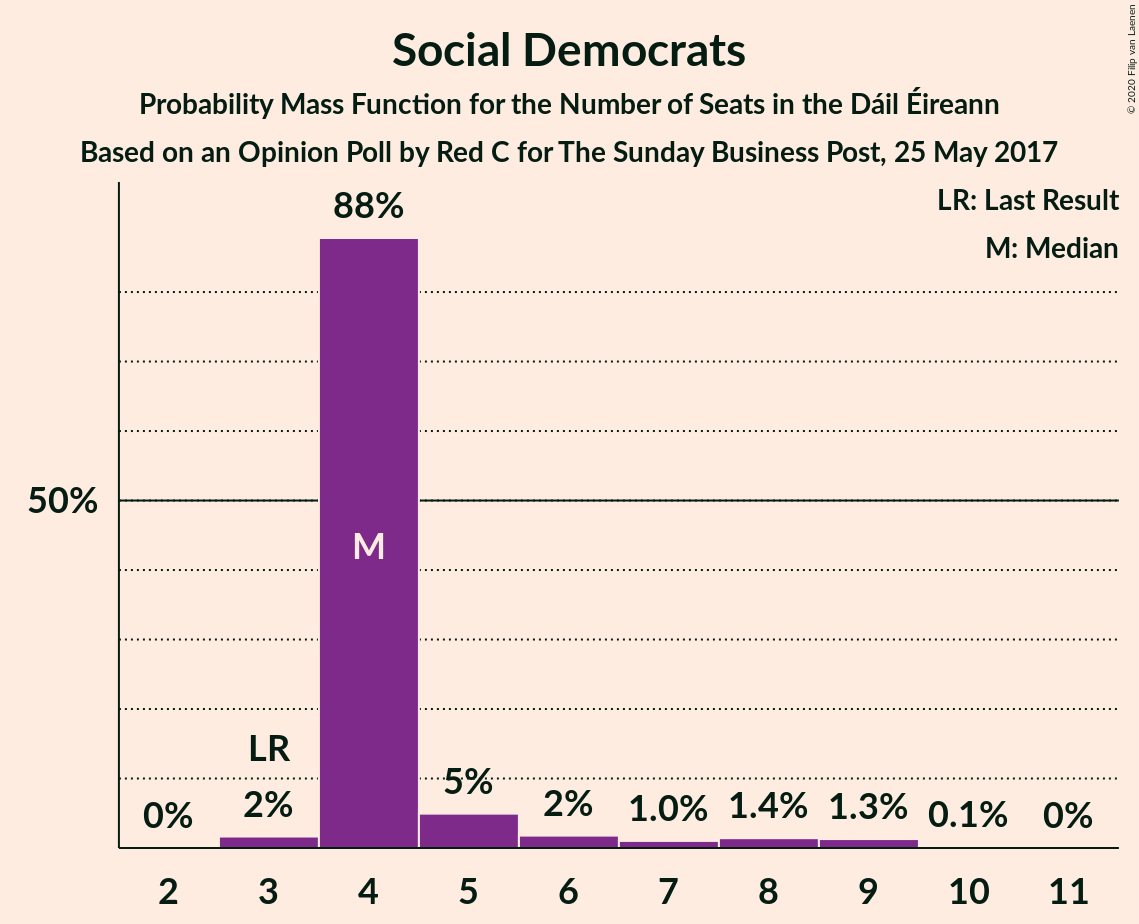 Social Democrats
Probability Mass Function for the Number of Seats in the Dáil Éireann
Based on an Opinion Poll by Red C for The Sunday Business Post, 25 May 2017
© 2020 Filip van Laenen
LR: Last Result
M: Median
88%
50%
M
LR
0%
2%
5%
2%
1.0%
1.4%
1.3%
0.1%
0%
2 3 4 5 6 7 8 9 10 11